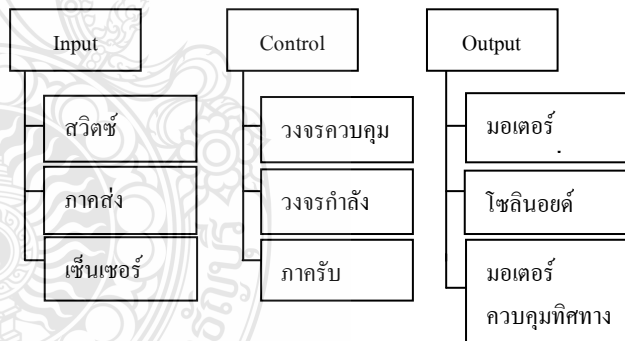 Input
สวิตซ์
ภาคส่ง
เซ็นเซอร์
Control
วงจรควบคุม
วงจรกำลัง
ภาครับ
Output
มอเตอร์
โซลินอยด์
มอเตอร์
ควบคุมทิศทาง